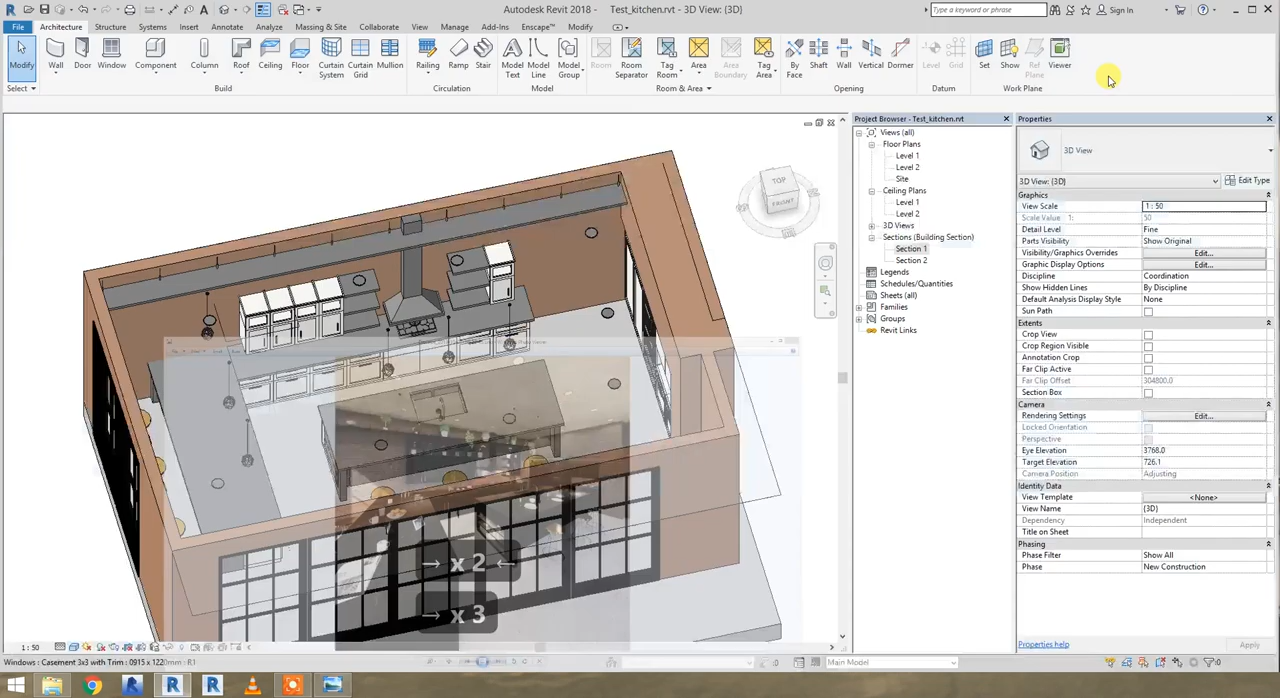 Autodesk Revit 2018 - Test_kitchen.rvt - 3D View: {3D}
Type a keyword or phrase
Sign In
File Architecture Structure Systems Insert Annotate Analyze Massing & Site Collaborate View Manage Add-Ins Enscape™ Modify
Modify Wall Door Window Component Column Roof Ceiling Floor Curtain System Curtain Grid Mullion Railing Ramp Stair Model Text Model Line Model Group Room Room Separator Tag Room Area Area Boundary Tag Area By Face Shaft Wall Vertical Dormer Level Grid Set Show Ref Plane Viewer
Select Build Circulation Model Room & Area Opening Datum Work Plane
Project Browser - Test_kitchen.rvt
Views (all)
Floor Plans
Level 1
Level 2
Site
Ceiling Plans
Level 1
Level 2
3D Views
Sections (Building Section)
Section 1
Section 2
Legends
Schedules/Quantities
Sheets (all)
Families
Groups
Revit Links
Properties
3D View
3D View: {3D} Edit Type
Graphics
View Scale 1 : 50
Scale Value 1: 50
Detail Level Fine
Parts Visibility Show Original
Visibility/Graphics Overrides Edit...
Graphic Display Options Edit...
Discipline Coordination
Show Hidden Lines By Discipline
Default Analysis Display Style None
Sun Path
Extents
Crop View
Crop Region Visible
Annotation Crop
Far Clip Active
Far Clip Offset 304800.0
Section Box
Camera
Rendering Settings Edit...
Locked Orientation
Perspective
Eye Elevation 3768.0
Target Elevation 726.1
Camera Position Adjusting
Identity Data
View Template <None>
View Name {3D}
Dependency Independent
Title on Sheet
Phasing
Phase Filter Show All
Phase New Construction
Properties help Apply
TOP
FRONT
→ x 2 ←
→ x 3
1 : 50
Windows : Casement 3x3 with Trim : 0915 x 1220mm : R1
:0 Main Model :0